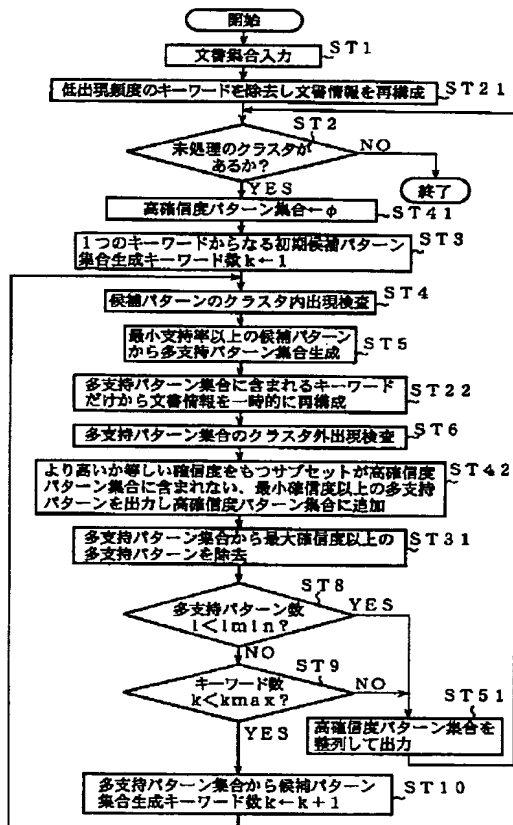 開始
文書集合入力
ST1
低出現頻度のキーワードを除去し文書情報を再構成
ST21
ST2
未処理のクラスタが
あるか?
NO
YES
終了
高確信度パターン集合←φ
ST41
1つのキーワードからなる初期候補パターン
集合生成キーワード数k←1
ST3
候補パターンのクラスタ内出現検査
ST4
最小支持率以上の候補パターン
から多支持パターン集合生成
ST5
多支持パターン集合に含まれるキーワード
だけから文書情報を一時的に再構成
ST22
多支持パターン集合のクラスタ外出現検査
ST6
より高いか等しい確信度をもつサブセットが高確信度
パターン集合に含まれない、最小確信度以上の多支持
パターンを出力し高確信度パターン集合に追加
ST42
多支持パターン集合から最大確信度以上の
多支持パターンを除去
ST31
ST8
多支持パターン数
l<lmin?
YES
NO
ST9
キーワード数
k<kmax?
NO
YES
ST51
高確信度パターン集合を
整列して出力
多支持パターン集合から候補パターン
集合生成キーワード数k←k+1
ST10